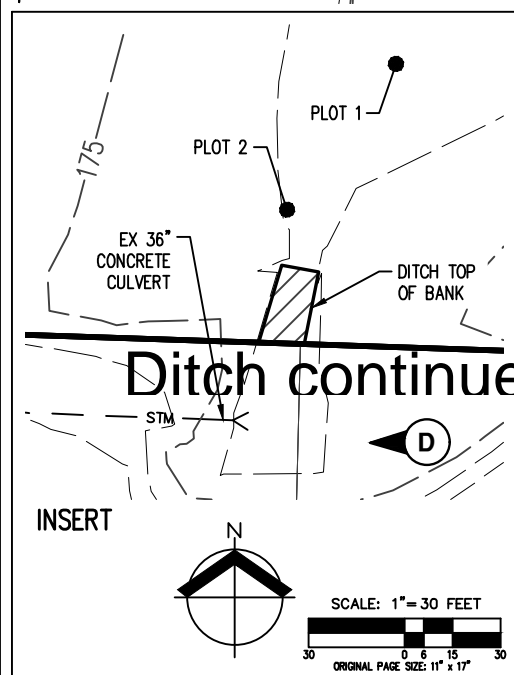 PLOT 1
175
PLOT 2
EX 36"
CONCRETE
CULVERT
DITCH TOP
OF BANK
Ditch continue
STM
D
INSERT
N
SCALE: 1"= 30 FEET
30 0 6 15 30
ORIGINAL PAGE SIZE: 11" x 17"